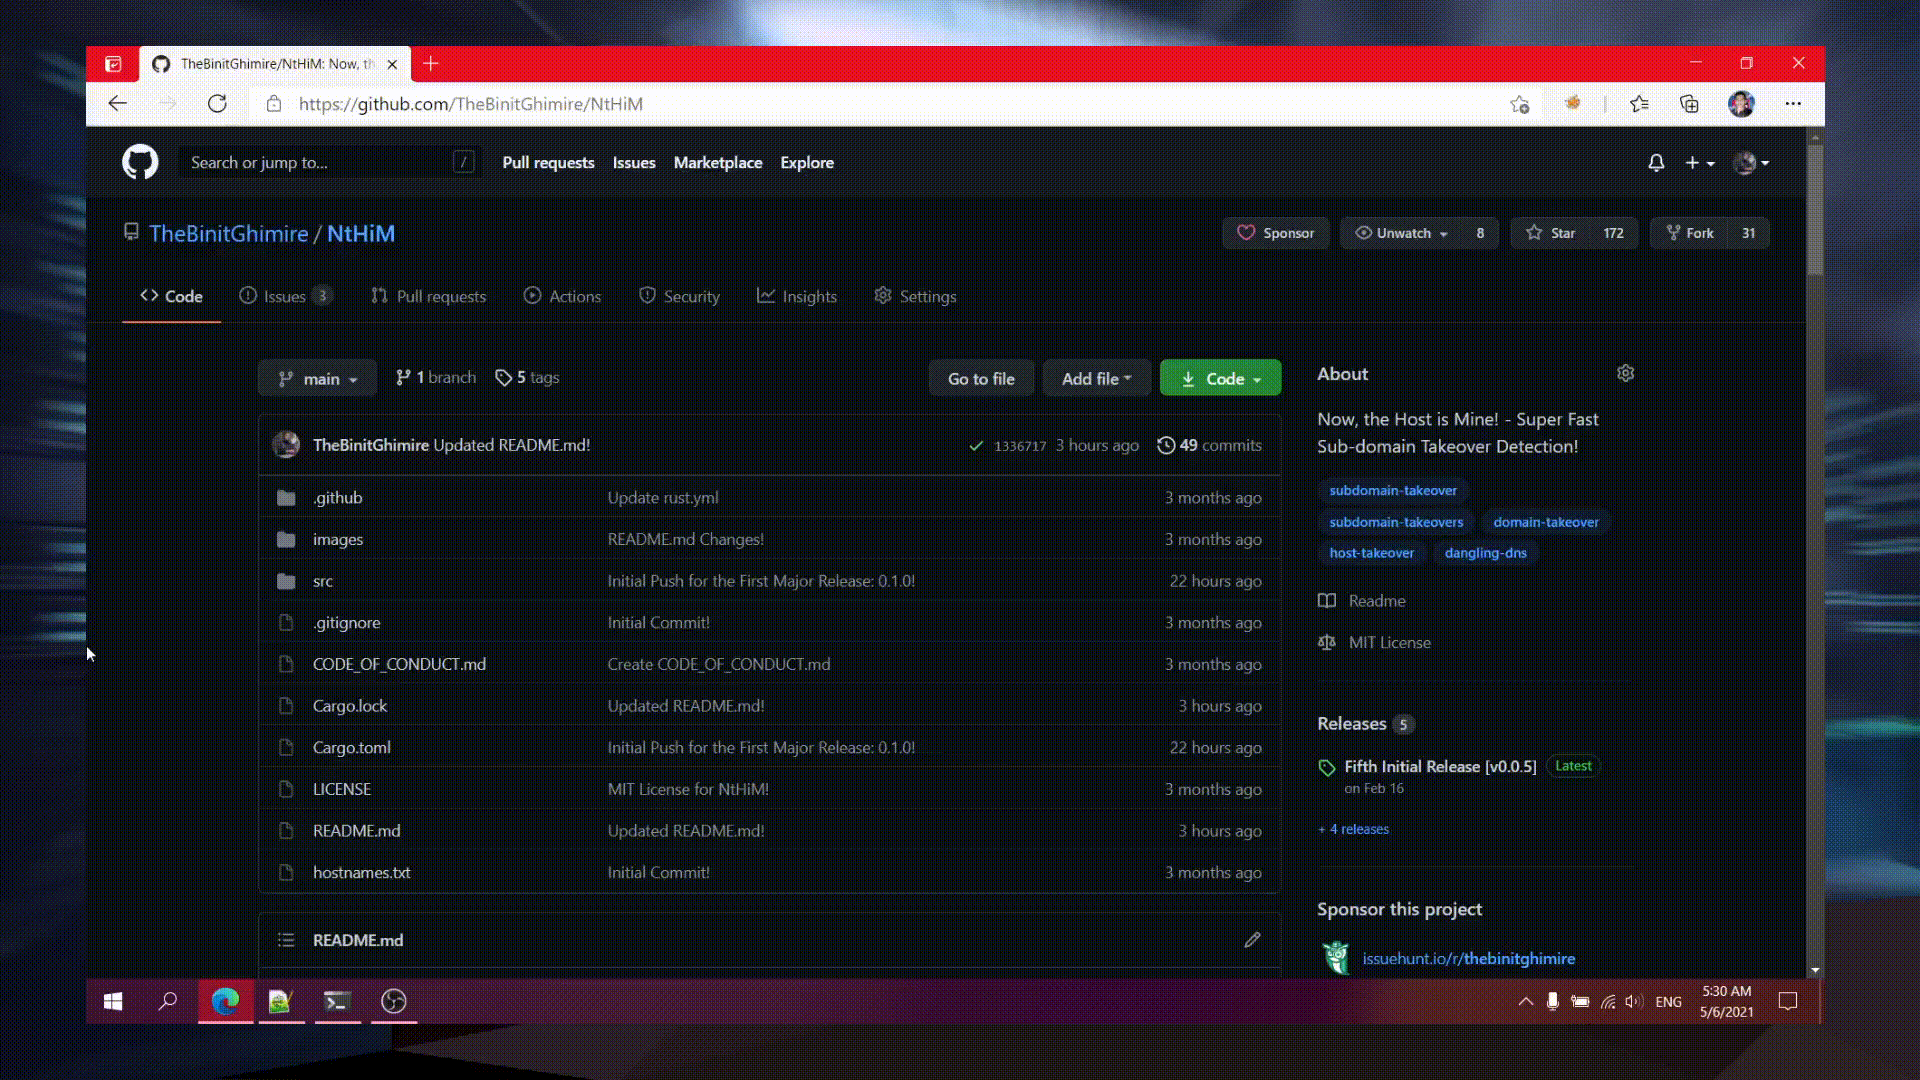 TheBinitGhimire/NtHiM: Now, th
https://github.com/TheBinitGhimire/NtHiM
Search or jump to...
/
Pull requests
Issues
Marketplace
Explore
TheBinitGhimire / NtHiM
Sponsor
Unwatch 8
Star 172
Fork 31
Code
Issues 3
Pull requests
Actions
Security
Insights
Settings
main
1 branch
5 tags
Go to file
Add file
Code
TheBinitGhimire Updated README.md! 1336717 3 hours ago 49 commits
.github Update rust.yml 3 months ago
images README.md Changes! 3 months ago
src Initial Push for the First Major Release: 0.1.0! 22 hours ago
.gitignore Initial Commit! 3 months ago
CODE_OF_CONDUCT.md Create CODE_OF_CONDUCT.md 3 months ago
Cargo.lock Updated README.md! 3 hours ago
Cargo.toml Initial Push for the First Major Release: 0.1.0! 22 hours ago
LICENSE MIT License for NtHiM! 3 months ago
README.md Updated README.md! 3 hours ago
hostnames.txt Initial Commit! 3 months ago
README.md
About
Now, the Host is Mine! - Super Fast
Sub-domain Takeover Detection!
subdomain-takeover
subdomain-takeovers domain-takeover
host-takeover dangling-dns
Readme
MIT License
Releases 5
Fifth Initial Release [v0.0.5] Latest
on Feb 16
+ 4 releases
Sponsor this project
issuehunt.io/r/thebinitghimire
ENG
5:30 AM
5/6/2021